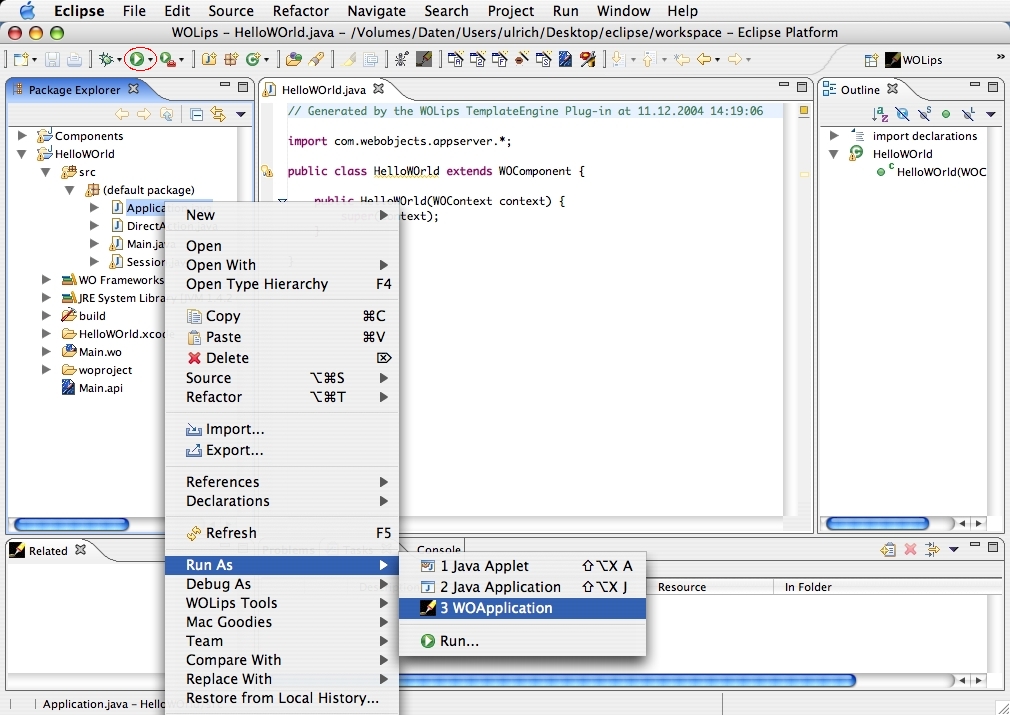 Eclipse File Edit Source Refactor Navigate Search Project Run Window Help
WOLips – HelloWOrld.java – /Volumes/Daten/Users/ulrich/Desktop/eclipse/workspace – Eclipse Platform
WOLips
»
Package Explorer
Components
HelloWOrld
src
(default package)
Applica
DirectAction.java
Main.java
Session.java
WO Frameworks
JRE System Library
build
HelloWOrld.xcode
Main.wo
woproject
Main.api
HelloWOrld.java
// Generated by the WOLips TemplateEngine Plug-in at 11.12.2004 14:19:06
import com.webobjects.appserver.*;
public class HelloWOrld extends WOComponent {
public HelloWOrld(WOContext context) {
super(context);
}
}
Outline
import declarations
HelloWOrld
HelloWOrld(WOC
New
Open
Open With
Open Type Hierarchy F4
Copy ⌘C
Paste ⌘V
Delete ⌦
Source ⌥⌘S
Refactor ⌥⌘T
Import...
Export...
References
Declarations
Refresh F5
Run As
Debug As
WOLips Tools
Mac Goodies
Team
Compare With
Replace With
Restore from Local History...
1 Java Applet ⇧⌥X A
2 Java Application ⇧⌥X J
3 WOApplication
Run...
Related
Problems
Console
Resource In Folder
Application.java – HelloW